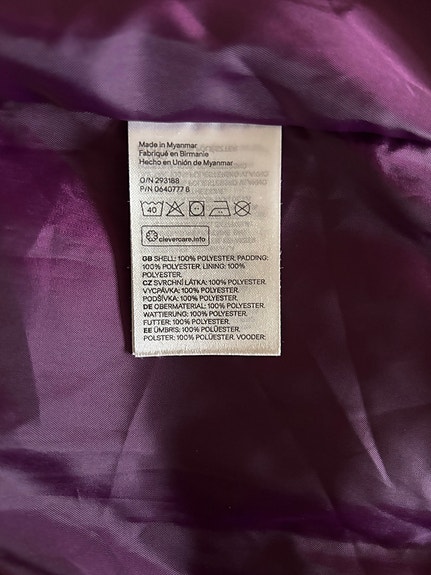 Made in Myanmar
Fabriqué en Birmanie
Hecho en Unión de Myanmar
O/N 293188
P/N 0640777 8
40
clevercare.info
GB SHELL: 100% POLYESTER. PADDING:
100% POLYESTER. LINING: 100%
POLYESTER.
CZ SVRCHNÍ LÁTKA: 100% POLYESTER.
VYCPÁVKA: 100% POLYESTER.
PODŠÍVKA: 100% POLYESTER.
DE OBERMATERIAL: 100% POLYESTER.
WATTIERUNG: 100% POLYESTER.
FUTTER: 100% POLYESTER.
EE ÜMBRIS: 100% POLÜESTER.
POLSTER: 100% POLÜESTER. VOODER: